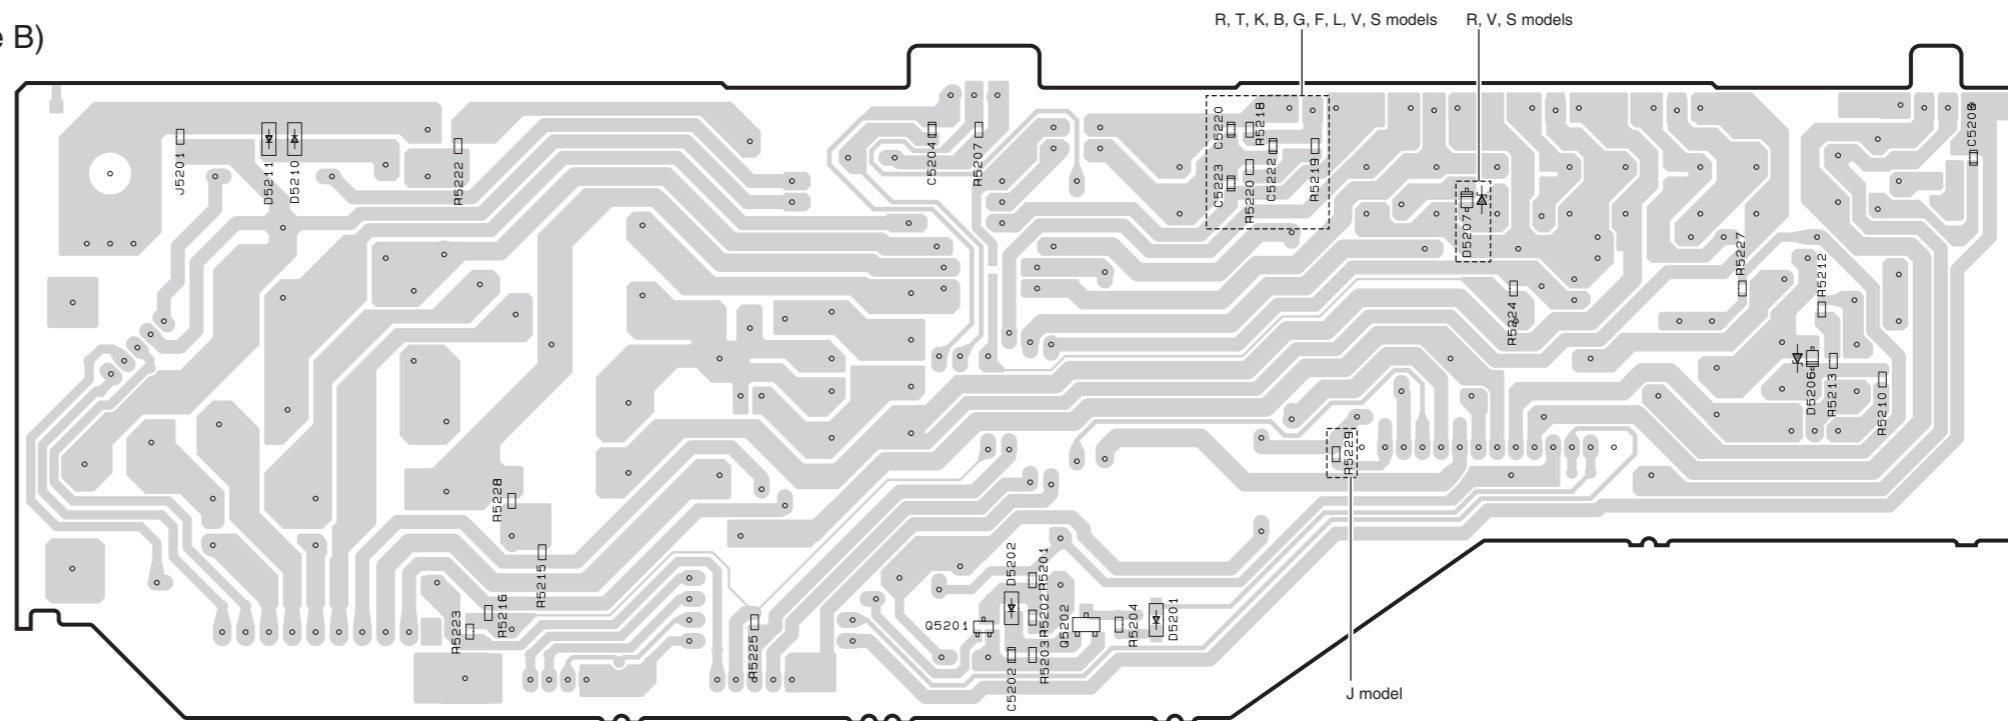 e B)
R, T, K, B, G, F, L, V, S models
R, V, S models
J5201
D5211
D5210
R5222
C5204
R5207
C5220
R5218
C5223
R5220
C5222
R5219
D5207
C5206
R5227
R5212
R5224
D5206
R5213
R5210
R5229
R5228
R5215
R5216
R5223
R5225
Q5201
D5202
R5201
R5202
Q5202
R5203
C5202
R5204
D5201
J model